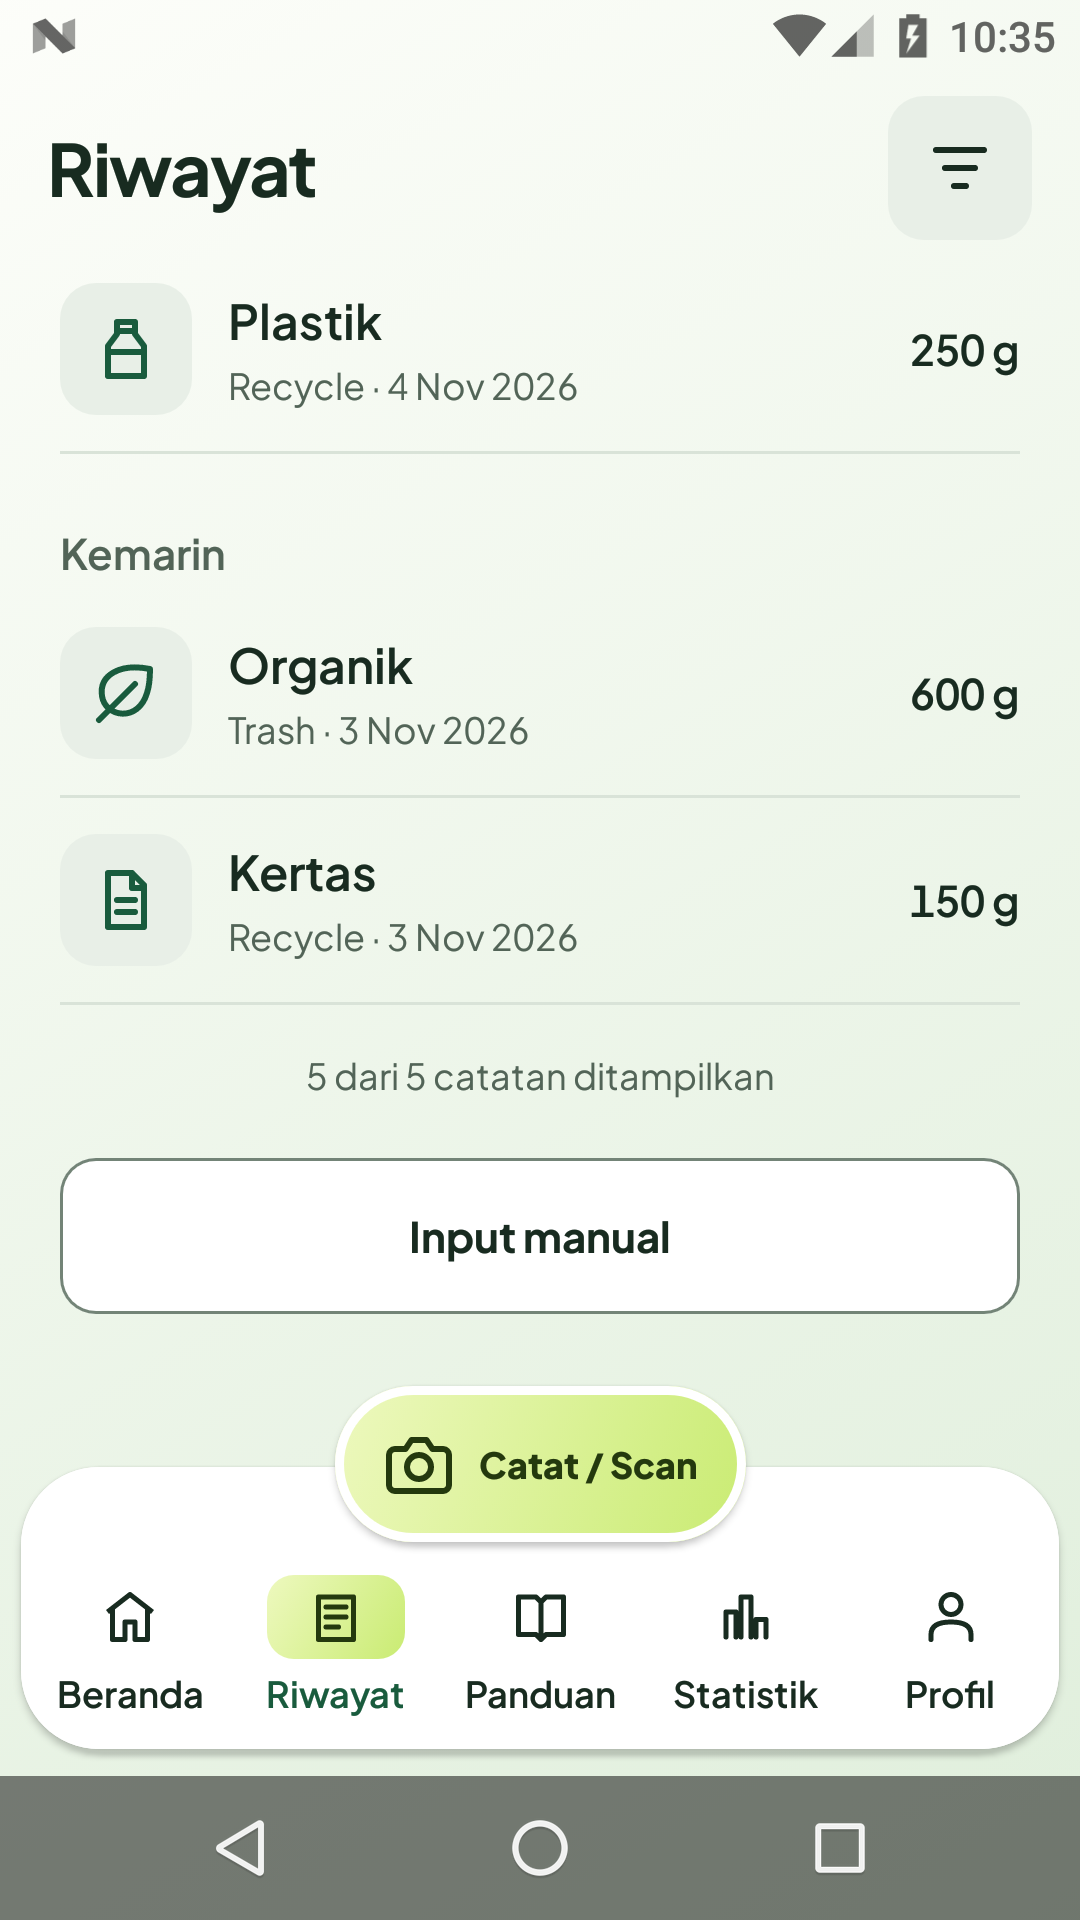 10:35
Riwayat
Plastik
Recycle · 4 Nov 2026
250 g
Kemarin
Organik
Trash · 3 Nov 2026
600 g
Kertas
Recycle · 3 Nov 2026
150 g
5 dari 5 catatan ditampilkan
Input manual
Catat / Scan
Beranda
Riwayat
Panduan
Statistik
Profil